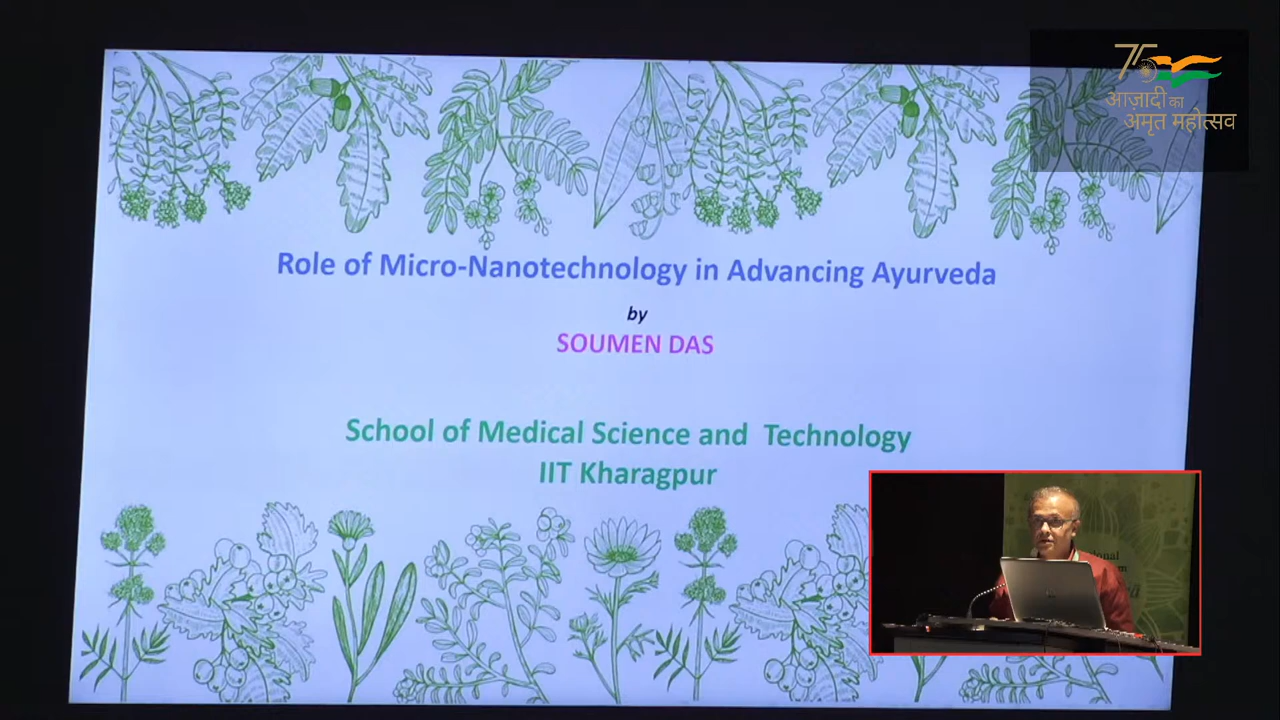 75
आज़ादी का
अमृत महोत्सव
Role of Micro-Nanotechnology in Advancing Ayurveda
by
SOUMEN DAS
School of Medical Science and Technology
IIT Kharagpur